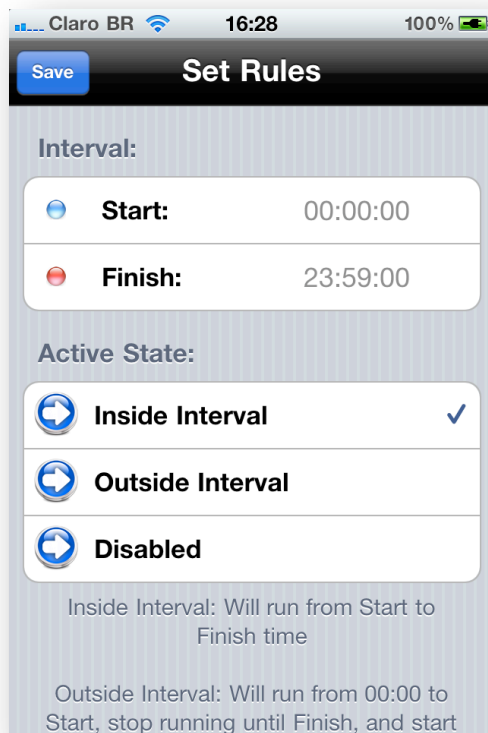 Claro BR 16:28 100%
Save Set Rules
Interval:
Start: 00:00:00
Finish: 23:59:00
Active State:
Inside Interval
Outside Interval
Disabled
Inside Interval: Will run from Start to
Finish time
Outside Interval: Will run from 00:00 to
Start, stop running until Finish, and start